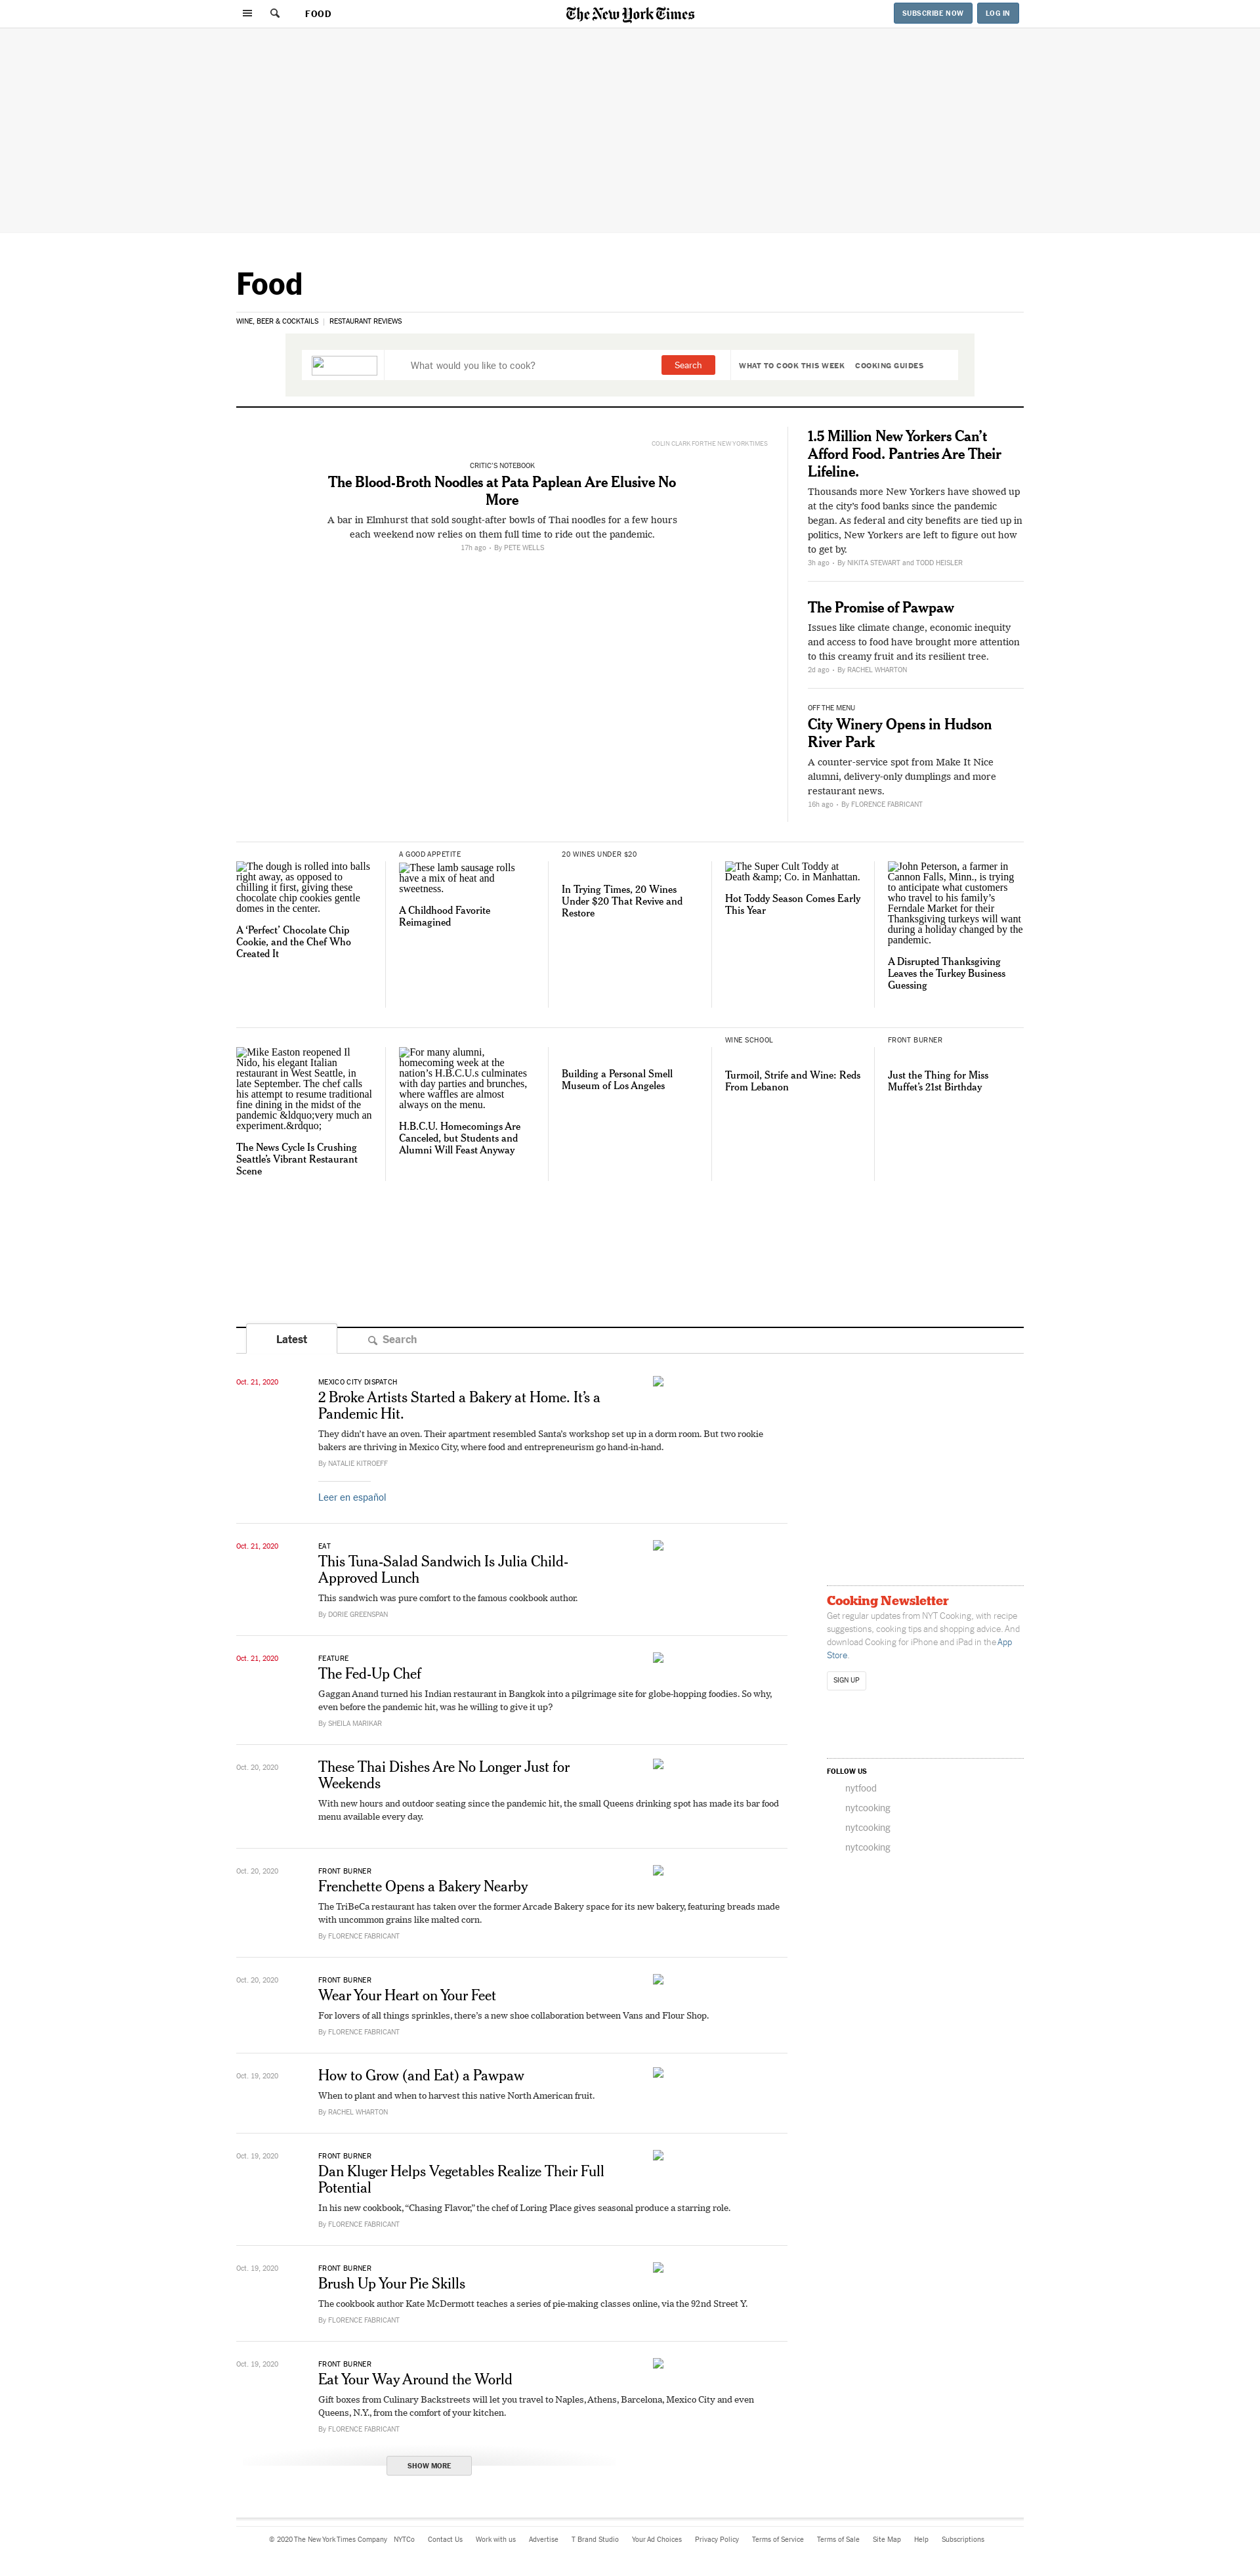 FOOD
The New York Times
SUBSCRIBE NOW
LOG IN
Food
WINE, BEER & COCKTAILS
RESTAURANT REVIEWS
What would you like to cook?
Search
WHAT TO COOK THIS WEEK
COOKING GUIDES
COLIN CLARK FOR THE NEW YORK TIMES
CRITIC'S NOTEBOOK
The Blood-Broth Noodles at Pata Paplean Are Elusive No
More
A bar in Elmhurst that sold sought-after bowls of Thai noodles for a few hours
each weekend now relies on them full time to ride out the pandemic.
17h ago • By PETE WELLS
1.5 Million New Yorkers Can’t
Afford Food. Pantries Are Their
Lifeline.
Thousands more New Yorkers have showed up
at the city’s food banks since the pandemic
began. As federal and city benefits are tied up in
politics, New Yorkers are left to figure out how
to get by.
3h ago • By NIKITA STEWART and TODD HEISLER
The Promise of Pawpaw
Issues like climate change, economic inequity
and access to food have brought more attention
to this creamy fruit and its resilient tree.
2d ago • By RACHEL WHARTON
OFF THE MENU
City Winery Opens in Hudson
River Park
A counter-service spot from Make It Nice
alumni, delivery-only dumplings and more
restaurant news.
16h ago • By FLORENCE FABRICANT
The dough is rolled into balls
right away, as opposed to
chilling it first, giving these
chocolate chip cookies gentle
domes in the center.
A ‘Perfect’ Chocolate Chip
Cookie, and the Chef Who
Created It
A GOOD APPETITE
These lamb sausage rolls
have a mix of heat and
sweetness.
A Childhood Favorite
Reimagined
20 WINES UNDER $20
In Trying Times, 20 Wines
Under $20 That Revive and
Restore
The Super Cult Toddy at
Death &amp; Co. in Manhattan.
Hot Toddy Season Comes Early
This Year
John Peterson, a farmer in
Cannon Falls, Minn., is trying
to anticipate what customers
who travel to his family’s
Ferndale Market for their
Thanksgiving turkeys will want
during a holiday changed by the
pandemic.
A Disrupted Thanksgiving
Leaves the Turkey Business
Guessing
Mike Easton reopened Il
Nido, his elegant Italian
restaurant in West Seattle, in
late September. The chef calls
his attempt to resume traditional
fine dining in the midst of the
pandemic &ldquo;very much an
experiment.&rdquo;
The News Cycle Is Crushing
Seattle’s Vibrant Restaurant
Scene
For many alumni,
homecoming week at the
nation’s H.B.C.U.s culminates
with day parties and brunches,
where waffles are almost
always on the menu.
H.B.C.U. Homecomings Are
Canceled, but Students and
Alumni Will Feast Anyway
Building a Personal Smell
Museum of Los Angeles
WINE SCHOOL
Turmoil, Strife and Wine: Reds
From Lebanon
FRONT BURNER
Just the Thing for Miss
Muffet’s 21st Birthday
Latest
Search
Oct. 21, 2020
MEXICO CITY DISPATCH
2 Broke Artists Started a Bakery at Home. It’s a
Pandemic Hit.
They didn’t have an oven. Their apartment resembled Santa’s workshop set up in a dorm room. But two rookie
bakers are thriving in Mexico City, where food and entrepreneurism go hand-in-hand.
By NATALIE KITROEFF
Leer en español
Oct. 21, 2020
EAT
This Tuna-Salad Sandwich Is Julia Child-
Approved Lunch
This sandwich was pure comfort to the famous cookbook author.
By DORIE GREENSPAN
Oct. 21, 2020
FEATURE
The Fed-Up Chef
Gaggan Anand turned his Indian restaurant in Bangkok into a pilgrimage site for globe-hopping foodies. So why,
even before the pandemic hit, was he willing to give it up?
By SHEILA MARIKAR
Oct. 20, 2020
These Thai Dishes Are No Longer Just for
Weekends
With new hours and outdoor seating since the pandemic hit, the small Queens drinking spot has made its bar food
menu available every day.
Oct. 20, 2020
FRONT BURNER
Frenchette Opens a Bakery Nearby
The TriBeCa restaurant has taken over the former Arcade Bakery space for its new bakery, featuring breads made
with uncommon grains like malted corn.
By FLORENCE FABRICANT
Oct. 20, 2020
FRONT BURNER
Wear Your Heart on Your Feet
For lovers of all things sprinkles, there’s a new shoe collaboration between Vans and Flour Shop.
By FLORENCE FABRICANT
Oct. 19, 2020
How to Grow (and Eat) a Pawpaw
When to plant and when to harvest this native North American fruit.
By RACHEL WHARTON
Oct. 19, 2020
FRONT BURNER
Dan Kluger Helps Vegetables Realize Their Full
Potential
In his new cookbook, “Chasing Flavor,” the chef of Loring Place gives seasonal produce a starring role.
By FLORENCE FABRICANT
Oct. 19, 2020
FRONT BURNER
Brush Up Your Pie Skills
The cookbook author Kate McDermott teaches a series of pie-making classes online, via the 92nd Street Y.
By FLORENCE FABRICANT
Oct. 19, 2020
FRONT BURNER
Eat Your Way Around the World
Gift boxes from Culinary Backstreets will let you travel to Naples, Athens, Barcelona, Mexico City and even
Queens, N.Y., from the comfort of your kitchen.
By FLORENCE FABRICANT
SHOW MORE
Cooking Newsletter
Get regular updates from NYT Cooking, with recipe
suggestions, cooking tips and shopping advice. And
download Cooking for iPhone and iPad in the App
Store.
SIGN UP
FOLLOW US
nytfood
nytcooking
nytcooking
nytcooking
© 2020 The New York Times Company NYTCo Contact Us Work with us Advertise T Brand Studio Your Ad Choices Privacy Policy Terms of Service Terms of Sale Site Map Help Subscriptions